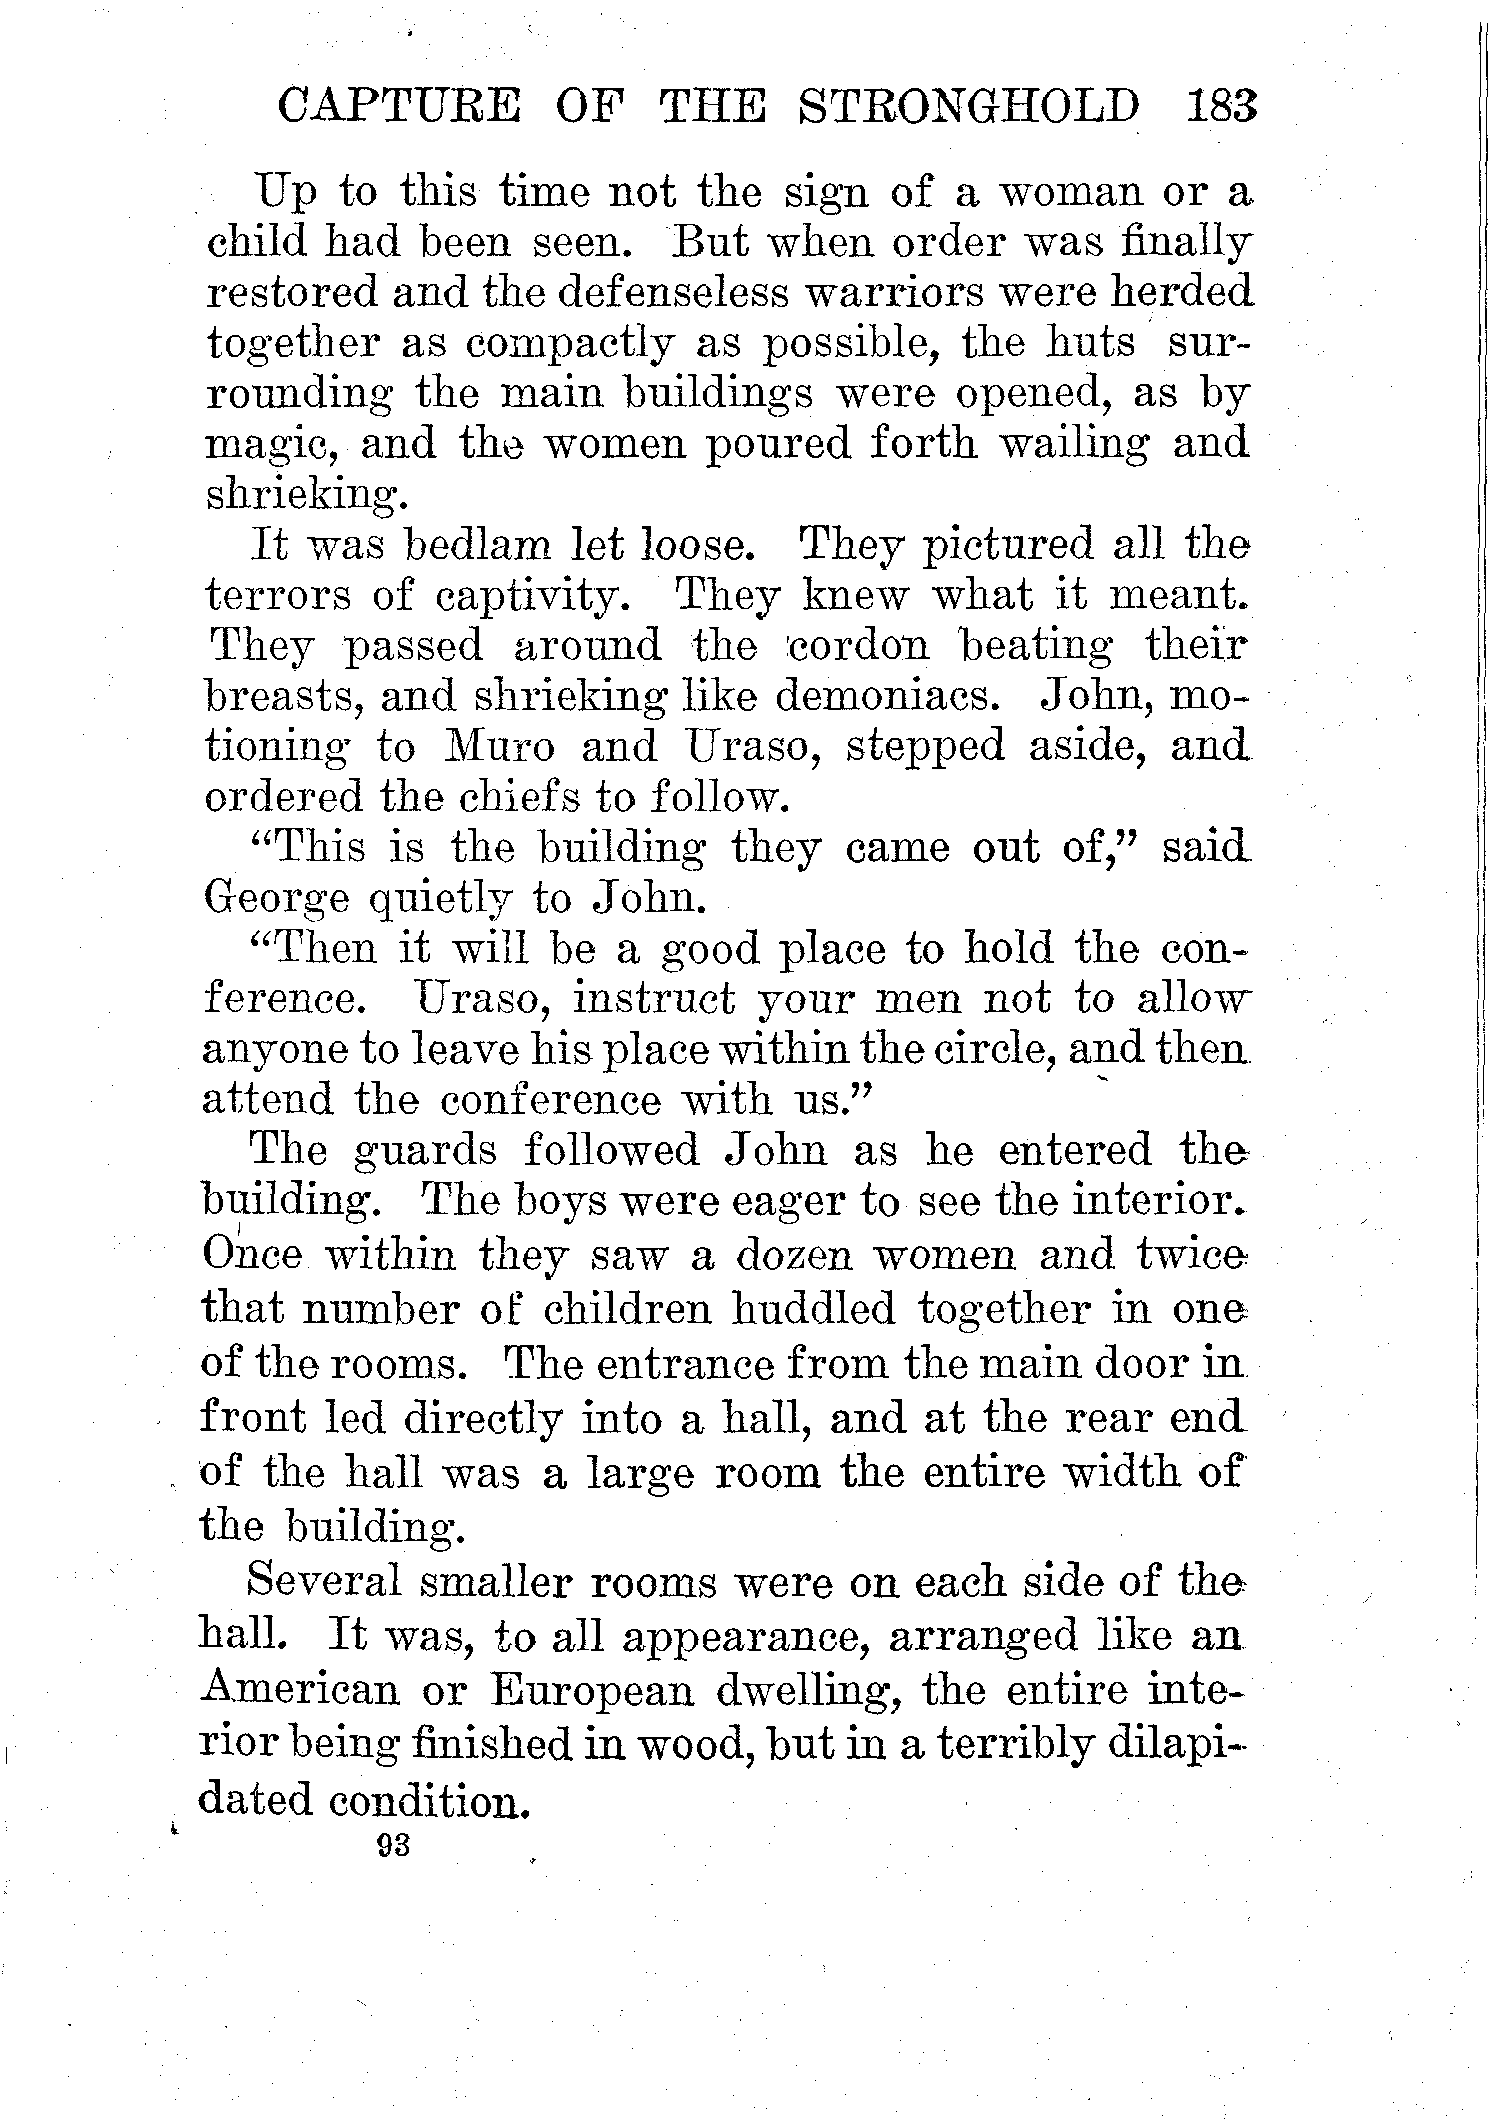 CAPTURE OF THE STRONGHOLD 183
Up to this time not the sign of a woman or a
child had been seen. But when order was finally
restored and the defenseless warriors were herded
together as compactly as possible, the huts sur-
rounding the main buildings were opened, as by
magic, and the women poured forth wailing and
shrieking.
It was bedlam let loose. They pictured all the
terrors of captivity. They knew what it meant.
They passed around the cordon beating their
breasts, and shrieking like demoniacs. John, mo-
tioning to Muro and Uraso, stepped aside, and
ordered the chiefs to follow.
“This is the building they came out of,” said
George quietly to John.
“Then it will be a good place to hold the con-
ference. Uraso, instruct your men not to allow
anyone to leave his place within the circle, and then
attend the conference with us.”
The guards followed John as he entered the
building. The boys were eager to see the interior.
Once within they saw a dozen women and twice
that number of children huddled together in one
of the rooms. The entrance from the main door in
front led directly into a hall, and at the rear end
of the hall was a large room the entire width of
the building.
Several smaller rooms were on each side of the
hall. It was, to all appearance, arranged like an
American or European dwelling, the entire inte-
rior being finished in wood, but in a terribly dilapi-
dated condition.
93